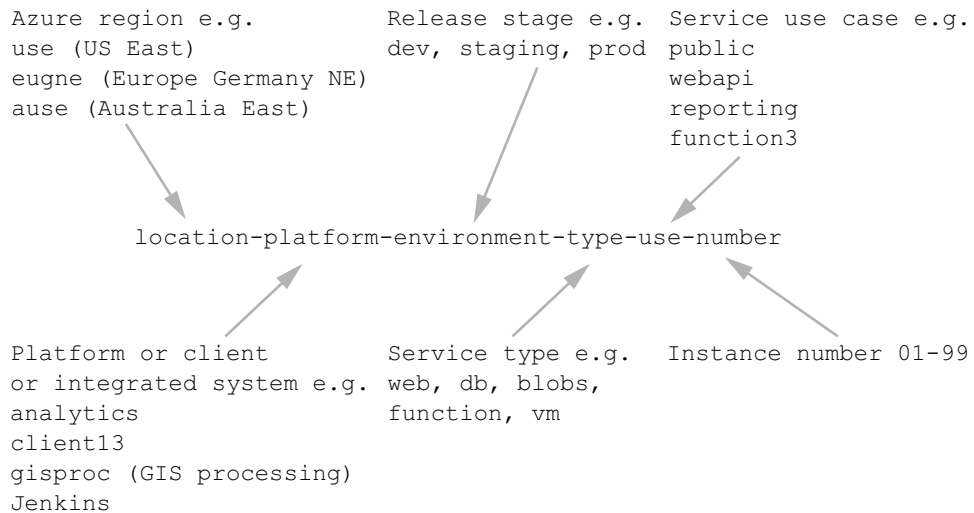 Azure region e.g.
use (US East)
eugne (Europe Germany NE)
ause (Australia East)
Release stage e.g.
dev, staging, prod
Service use case e.g.
public
webapi
reporting
function3
location-platform-environment-type-use-number
Platform or client
or integrated system e.g.
analytics
client13
gisproc (GIS processing)
Jenkins
Service type e.g.
web, db, blobs,
function, vm
Instance number 01-99